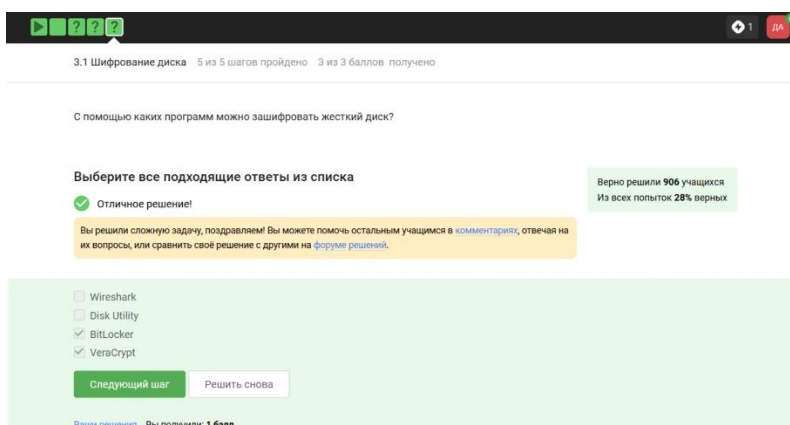 ? ? ?
1 ДА
3.1 Шифрование диска 5 из 5 шагов пройдено 3 из 3 баллов получено
С помощью каких программ можно зашифровать жесткий диск?
Выберите все подходящие ответы из списка
Верно решили 906 учащихся
Из всех попыток 28% верных
Отличное решение!
Вы решили сложную задачу, поздравляем! Вы можете помочь остальным учащимся в комментариях, отвечая на
их вопросы, или сравнить своё решение с другими на форуме решений.
Wireshark
Disk Utility
BitLocker
VeraCrypt
Следующий шаг Решить снова
Ваши решения Вы получили: 1 балл